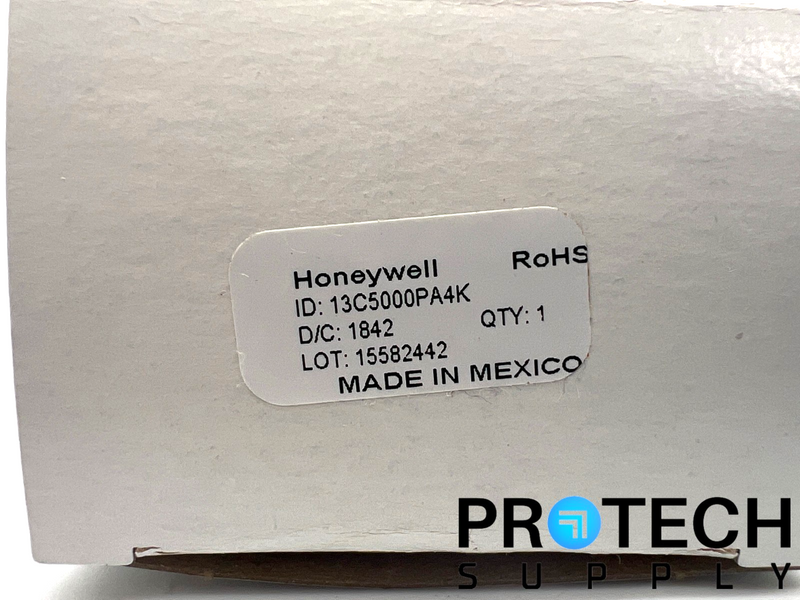 Honeywell RoHS
ID: 13C5000PA4K
D/C: 1842 QTY: 1
LOT: 15582442
MADE IN MEXICO
PROTECH
SUPPLY